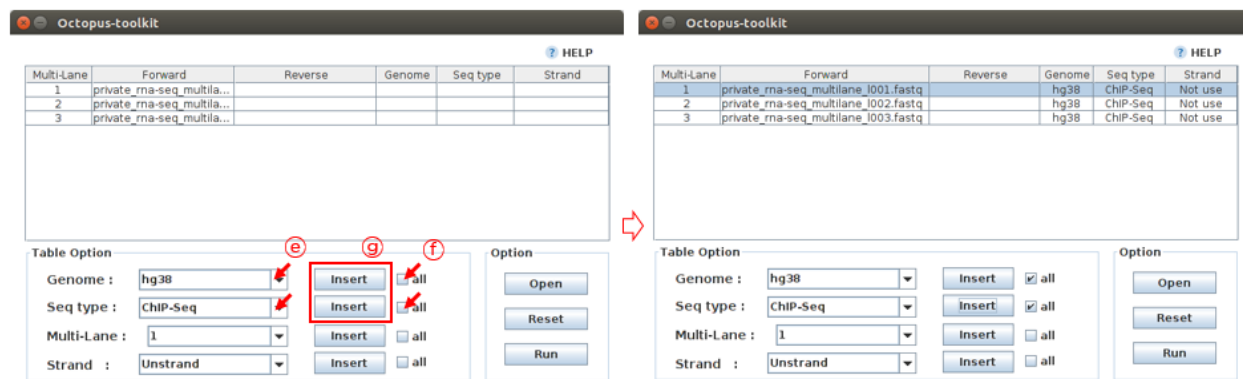 Octopus-toolkit
? HELP
Multi-Lane Forward Reverse Genome Seq type Strand
1 private_rna-seq_multila...
2 private_rna-seq_multila...
3 private_rna-seq_multila...
e g f
Table Option
Genome : hg38 Insert all
Seq type : ChIP-Seq Insert all
Multi-Lane : 1 Insert all
Strand : Unstrand Insert all
Option
Open
Reset
Run
Octopus-toolkit
? HELP
Multi-Lane Forward Reverse Genome Seq type Strand
1 private_rna-seq_multilane_l001.fastq hg38 ChIP-Seq Not use
2 private_rna-seq_multilane_l002.fastq hg38 ChIP-Seq Not use
3 private_rna-seq_multilane_l003.fastq hg38 ChIP-Seq Not use
Table Option
Genome : hg38 Insert all
Seq type : ChIP-Seq Insert all
Multi-Lane : 1 Insert all
Strand : Unstrand Insert all
Option
Open
Reset
Run